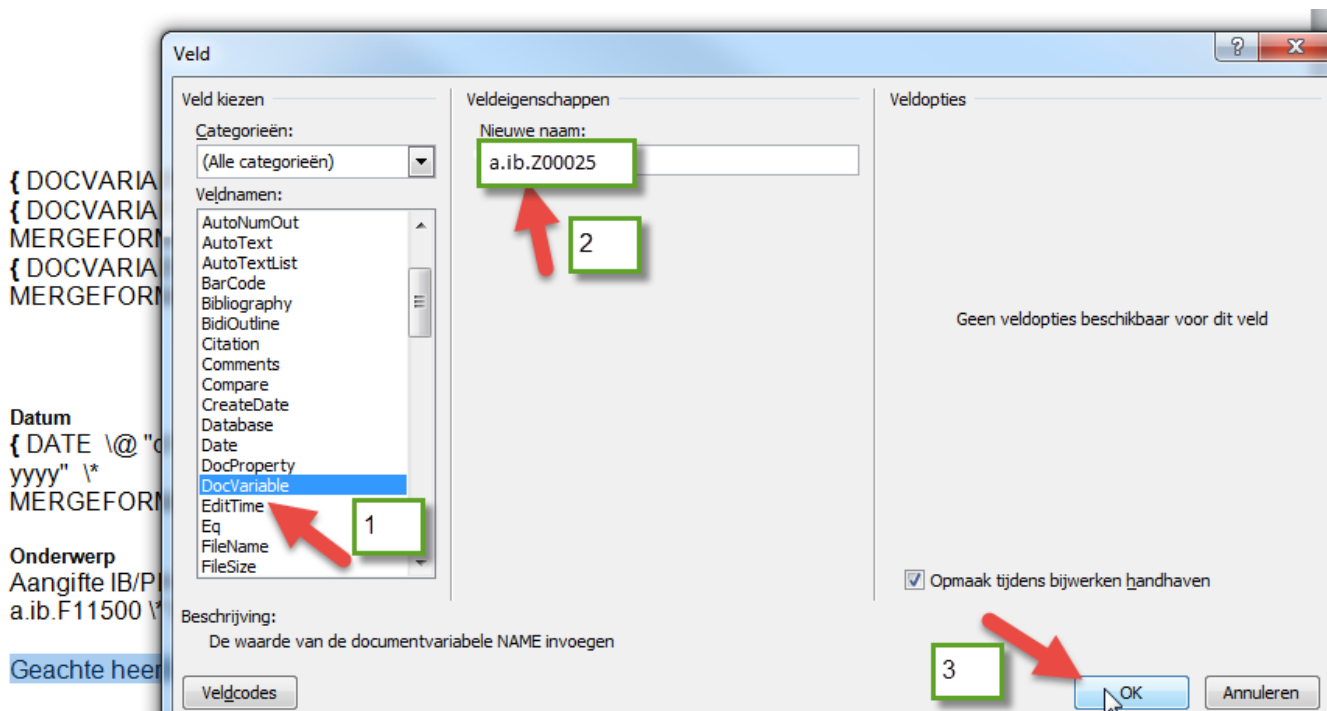 Veld
Veld kiezen
Categorieën:
(Alle categorieën)
Veldnamen:
AutoNumOut
AutoText
AutoTextList
BarCode
Bibliography
BidiOutline
Citation
Comments
Compare
CreateDate
Database
Date
DocProperty
DocVariable
EditTime
Eq
FileName
FileSize
1
Veldeigenschappen
Nieuwe naam:
a.ib.Z00025
2
Veldopties
Geen veldopties beschikbaar voor dit veld
Opmaak tijdens bijwerken handhaven
Beschrijving:
De waarde van de documentvariabele NAME invoegen
3
Veldcodes
OK
Annuleren
{ DOCVARIA
{ DOCVARIA
MERGEFORM
{ DOCVARIA
MERGEFORM
Datum
{ DATE \@ "d
yyyy" \*
MERGEFORM
Onderwerp
Aangifte IB/P
a.ib.F11500 \*
Geachte heer